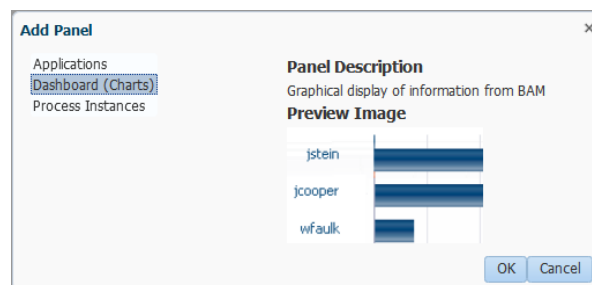 Add Panel
×
Applications
Dashboard (Charts)
Process Instances
Panel Description
Graphical display of information from BAM
Preview Image
jstein
jcooper
wfaulk
OK
Cancel